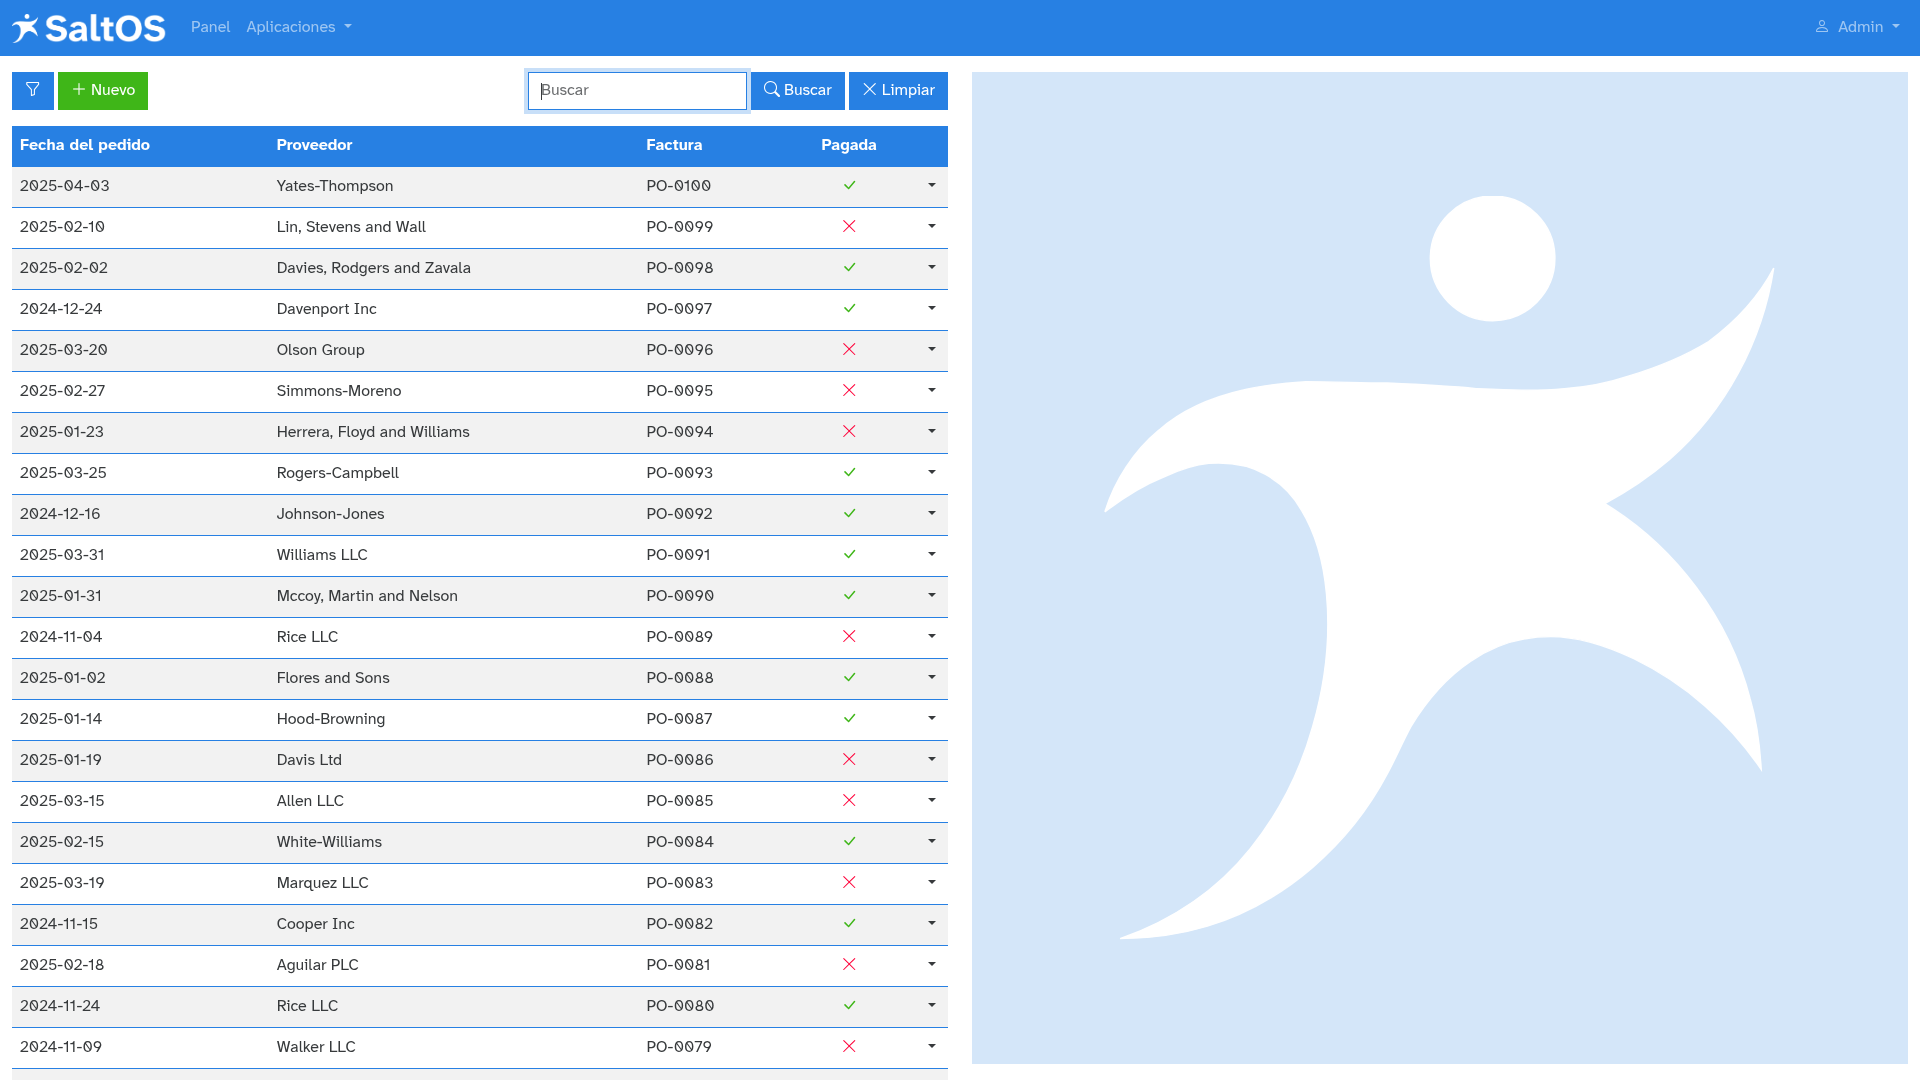 SaltOS Panel Aplicaciones Admin
Nuevo Buscar Buscar Limpiar
Fecha del pedido Proveedor Factura Pagada
2025-04-03 Yates-Thompson PO-0100
2025-02-10 Lin, Stevens and Wall PO-0099
2025-02-02 Davies, Rodgers and Zavala PO-0098
2024-12-24 Davenport Inc PO-0097
2025-03-20 Olson Group PO-0096
2025-02-27 Simmons-Moreno PO-0095
2025-01-23 Herrera, Floyd and Williams PO-0094
2025-03-25 Rogers-Campbell PO-0093
2024-12-16 Johnson-Jones PO-0092
2025-03-31 Williams LLC PO-0091
2025-01-31 Mccoy, Martin and Nelson PO-0090
2024-11-04 Rice LLC PO-0089
2025-01-02 Flores and Sons PO-0088
2025-01-14 Hood-Browning PO-0087
2025-01-19 Davis Ltd PO-0086
2025-03-15 Allen LLC PO-0085
2025-02-15 White-Williams PO-0084
2025-03-19 Marquez LLC PO-0083
2024-11-15 Cooper Inc PO-0082
2025-02-18 Aguilar PLC PO-0081
2024-11-24 Rice LLC PO-0080
2024-11-09 Walker LLC PO-0079